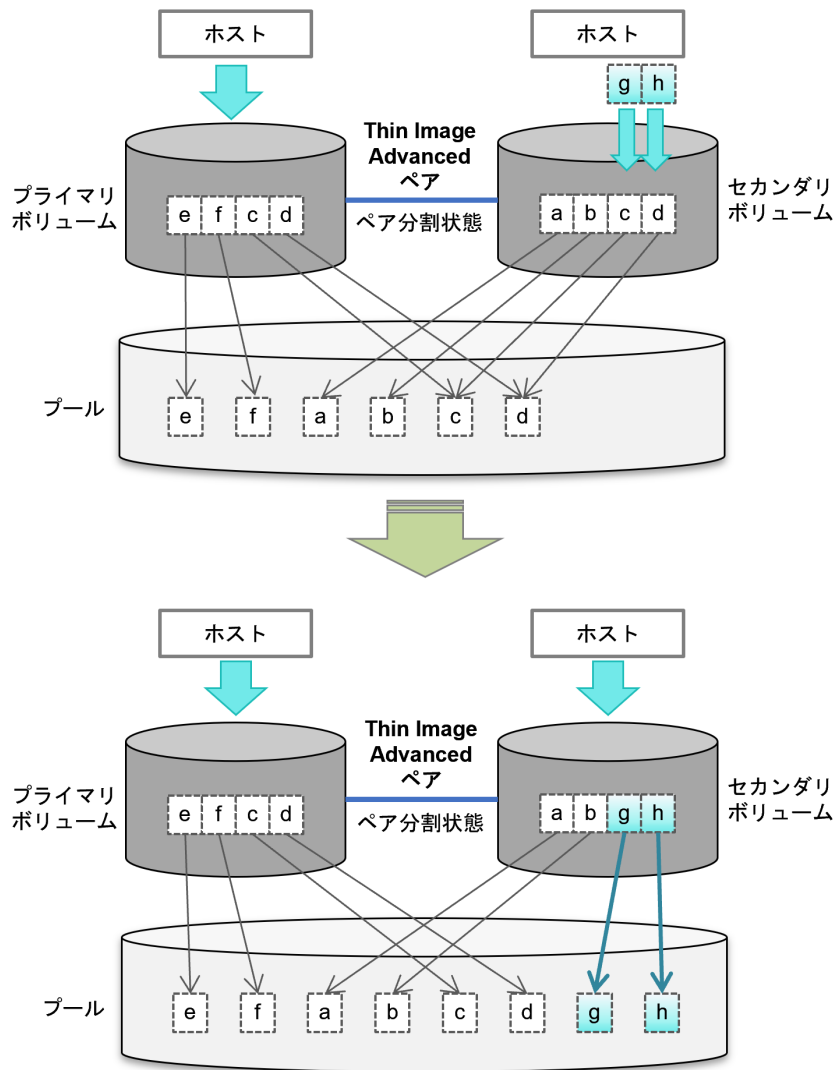 ホスト
ホスト
g h
Thin Image
Advanced
ペア
プライマリ
ボリューム
セカンダリ
ボリューム
e f c d
ペア分割状態
a b c d
プール
e f a b c d
ホスト
ホスト
Thin Image
Advanced
ペア
プライマリ
ボリューム
セカンダリ
ボリューム
e f c d
ペア分割状態
a b g h
プール
e f a b c d g h